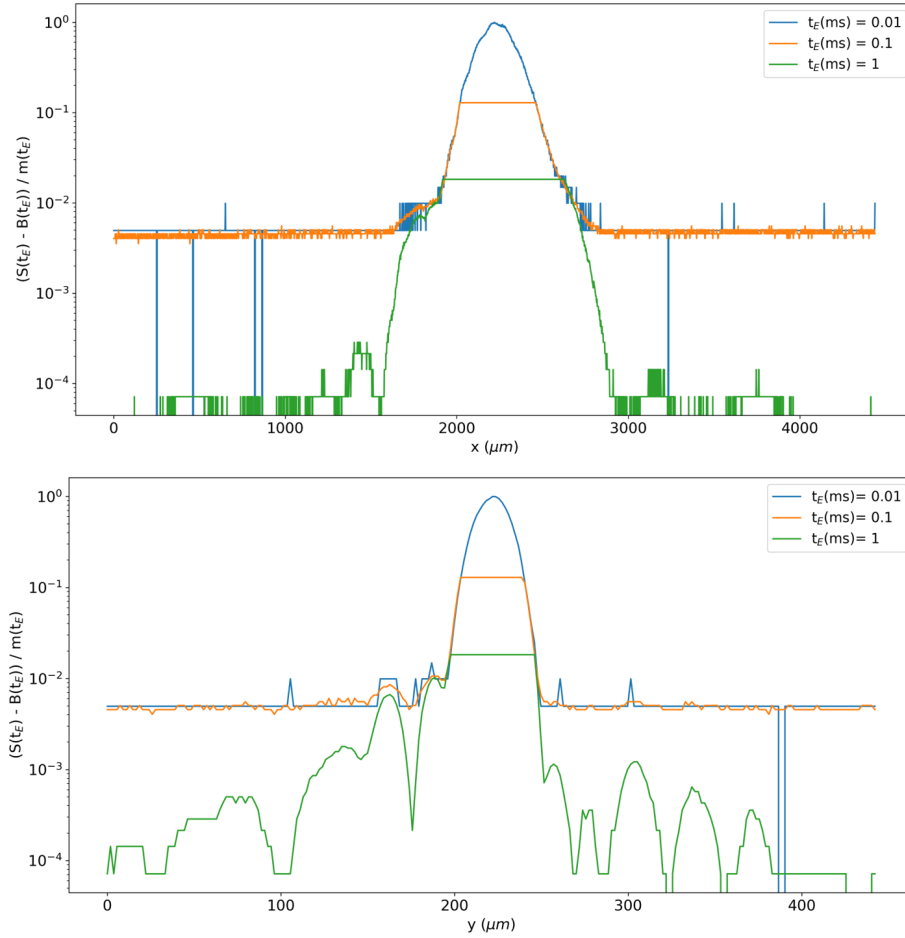 10⁰
10⁻¹
10⁻²
10⁻³
10⁻⁴
(S(t_E) - B(t_E)) / m(t_E)
t_E(ms) = 0.01
t_E(ms) = 0.1
t_E(ms) = 1
0 1000 2000 3000 4000
x (μm)
10⁰
10⁻¹
10⁻²
10⁻³
10⁻⁴
(S(t_E) - B(t_E)) / m(t_E)
t_E(ms)= 0.01
t_E(ms)= 0.1
t_E(ms)= 1
0 100 200 300 400
y (μm)